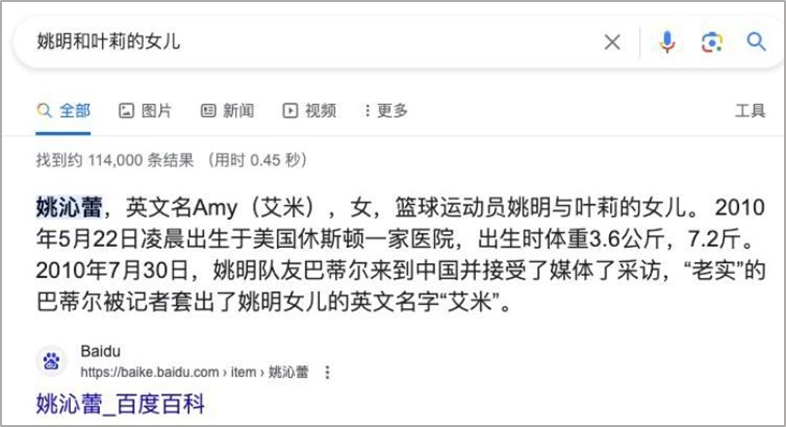 姚明和叶莉的女儿
全部 图片 新闻 视频 更多 工具
找到约 114,000 条结果 （用时 0.45 秒）
姚沁蕾，英文名Amy（艾米），女，篮球运动员姚明与叶莉的女儿。 2010
年5月22日凌晨出生于美国休斯顿一家医院，出生时体重3.6公斤，7.2斤。
2010年7月30日，姚明队友巴蒂尔来到中国并接受了媒体了采访，“老实”的
巴蒂尔被记者套出了姚明女儿的英文名字“艾米”。
Baidu
https://baike.baidu.com › item › 姚沁蕾
姚沁蕾_百度百科